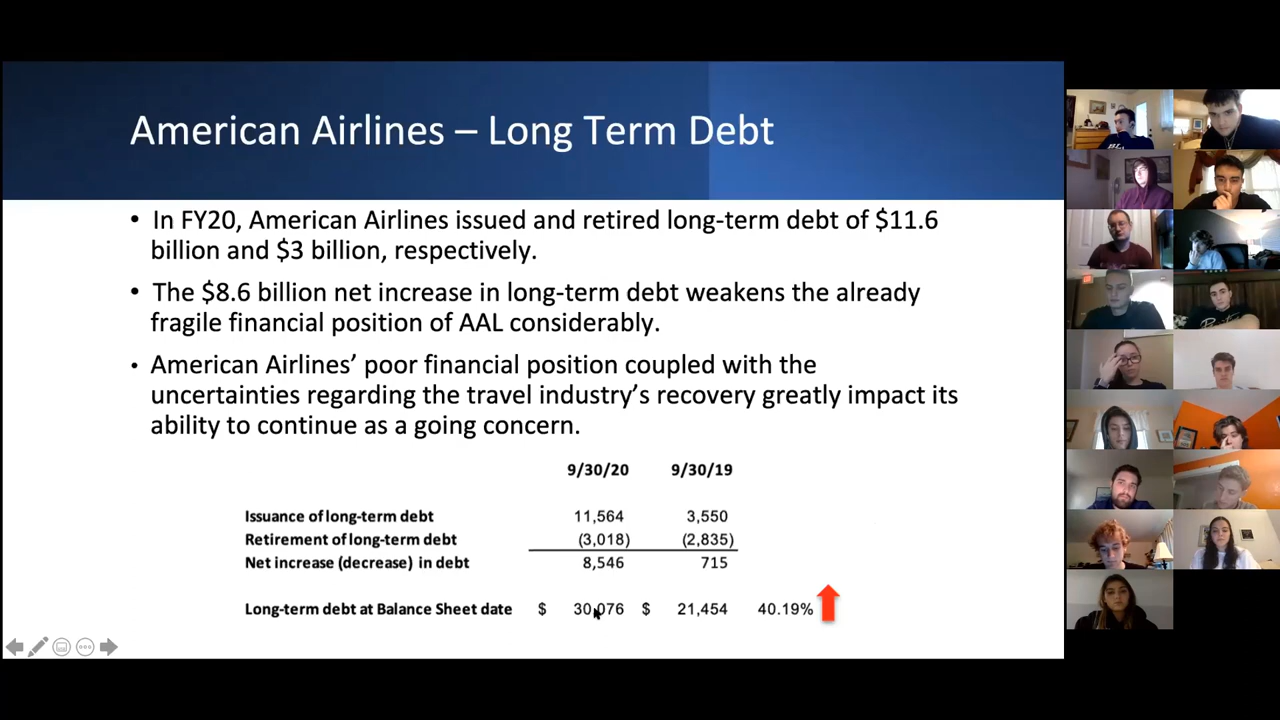 American Airlines – Long Term Debt
• In FY20, American Airlines issued and retired long-term debt of $11.6
billion and $3 billion, respectively.
• The $8.6 billion net increase in long-term debt weakens the already
fragile financial position of AAL considerably.
• American Airlines’ poor financial position coupled with the
uncertainties regarding the travel industry’s recovery greatly impact its
ability to continue as a going concern.
9/30/20 9/30/19
Issuance of long-term debt 11,564 3,550
Retirement of long-term debt (3,018) (2,835)
Net increase (decrease) in debt 8,546 715
Long-term debt at Balance Sheet date $ 30,076 $ 21,454 40.19%